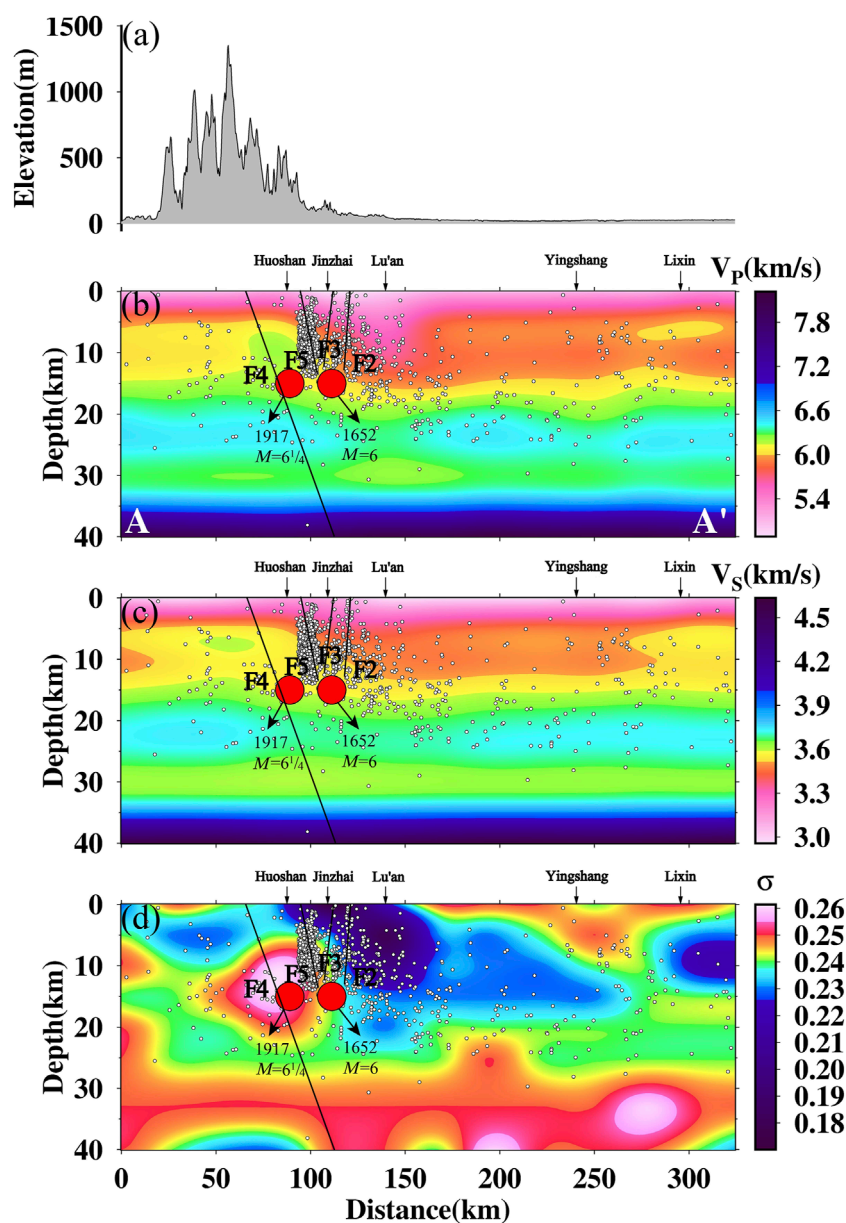 (a)
1500
1000
500
0
Elevation(m)
Huoshan Jinzhai Lu'an Yingshang Lixin
V_P(km/s)
(b)
0
10
20
30
40
Depth(km)
F4 F5 F3 F2
1917 1652
M=6¼ M=6
A A'
7.8
7.2
6.6
6.0
5.4
Huoshan Jinzhai Lu'an Yingshang Lixin
V_S(km/s)
(c)
0
10
20
30
40
Depth(km)
F4 F5 F3 F2
1917 1652
M=6¼ M=6
4.5
4.2
3.9
3.6
3.3
3.0
Huoshan Jinzhai Lu'an Yingshang Lixin
σ
(d)
0
10
20
30
40
Depth(km)
F4 F5 F3 F2
1917 1652
M=6¼ M=6
0.26
0.25
0.24
0.23
0.22
0.21
0.20
0.19
0.18
0 50 100 150 200 250 300
Distance(km)